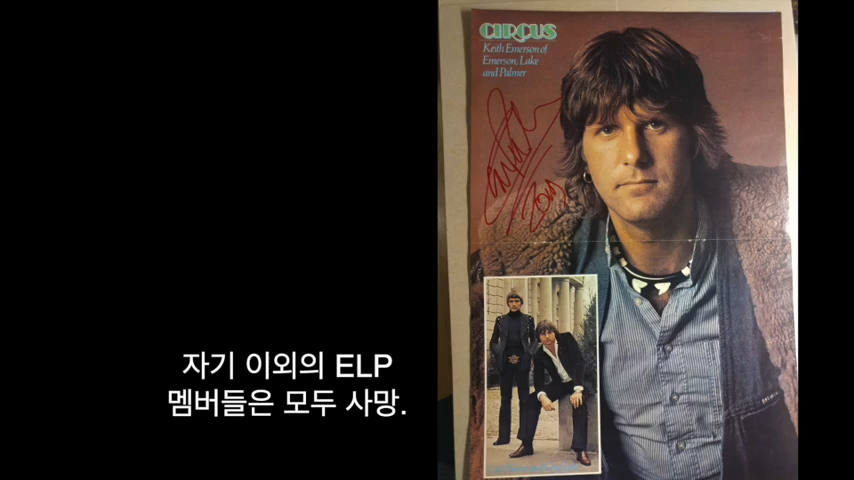 CIRCUS
Keith Emerson of
Emerson, Lake
and Palmer
자기 이외의 ELP
멤버들은 모두 사망.